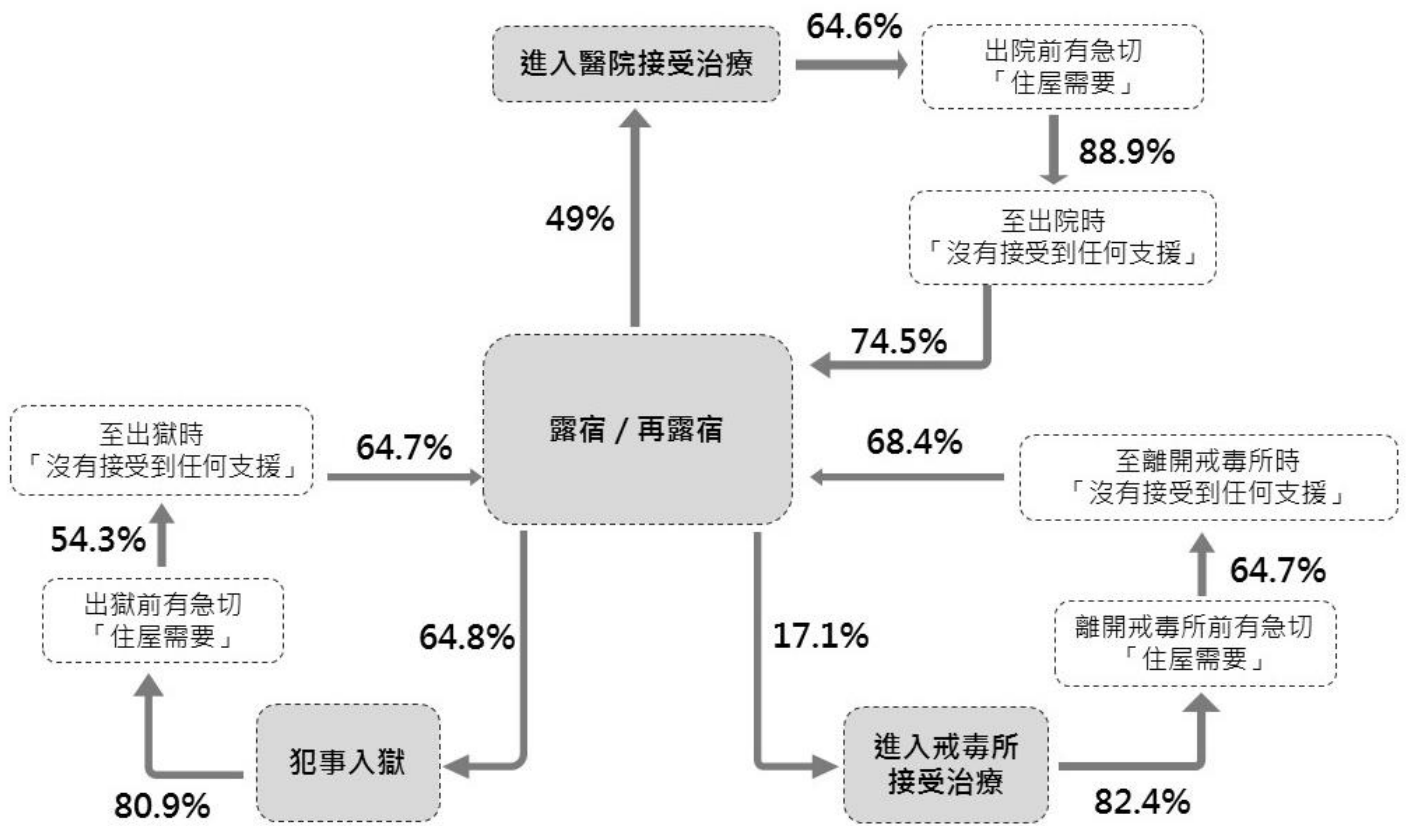 64.6%
進入醫院接受治療
出院前有急切
「住屋需要」
88.9%
49%
至出院時
「沒有接受到任何支援」
74.5%
露宿 / 再露宿
至出獄時
「沒有接受到任何支援」
64.7%
68.4%
至離開戒毒所時
「沒有接受到任何支援」
54.3%
64.7%
出獄前有急切
「住屋需要」
64.8%
17.1%
離開戒毒所前有急切
「住屋需要」
犯事入獄
進入戒毒所
接受治療
80.9%
82.4%